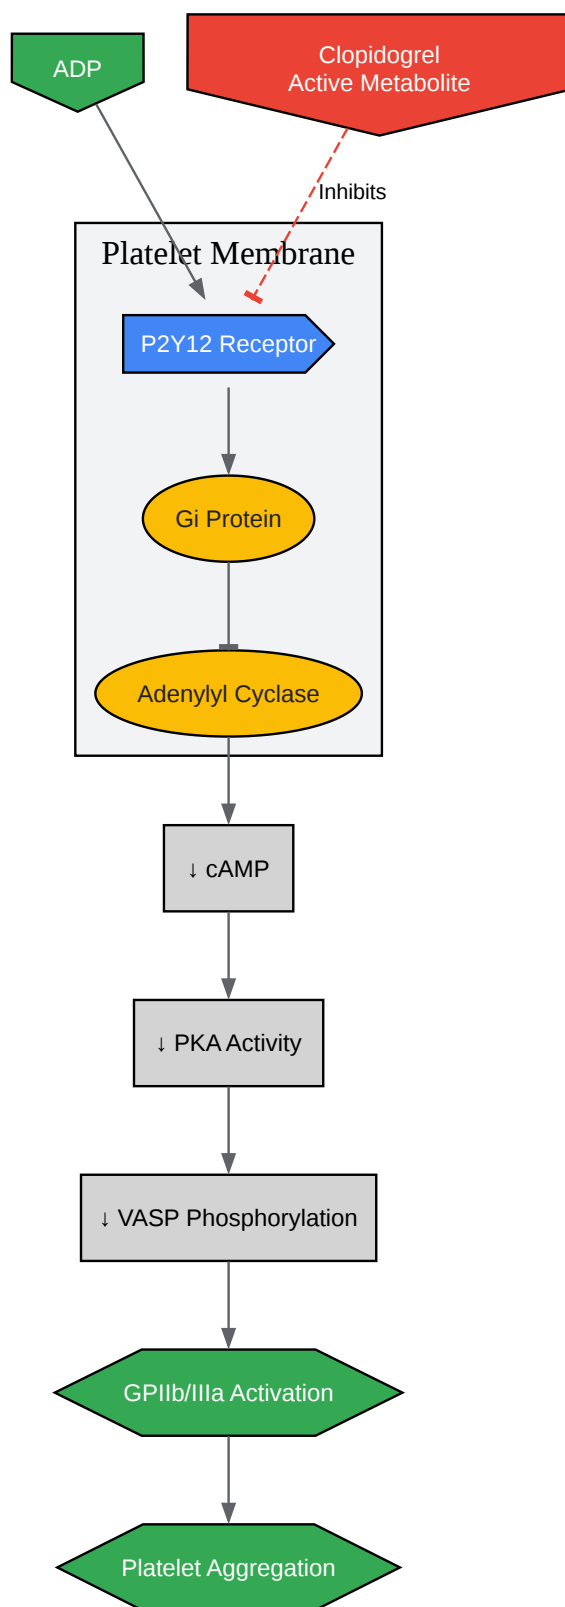 ADP
Clopidogrel
Active Metabolite
Inhibits
Platelet Membrane
P2Y12 Receptor
Gi Protein
Adenylyl Cyclase
↓ cAMP
↓ PKA Activity
↓ VASP Phosphorylation
GPIIb/IIIa Activation
Platelet Aggregation